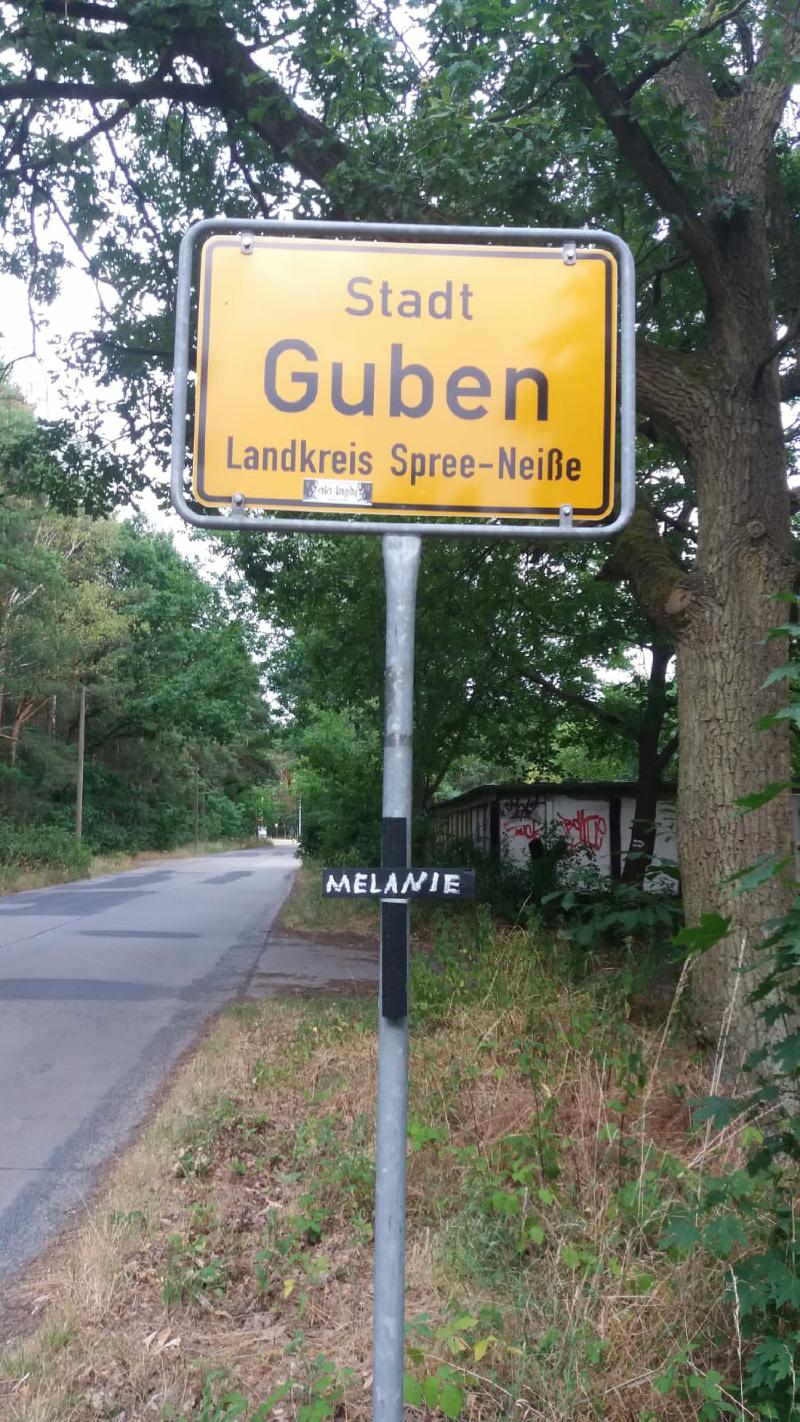 Stadt
Guben
Landkreis Spree-Neiße
MELANIE